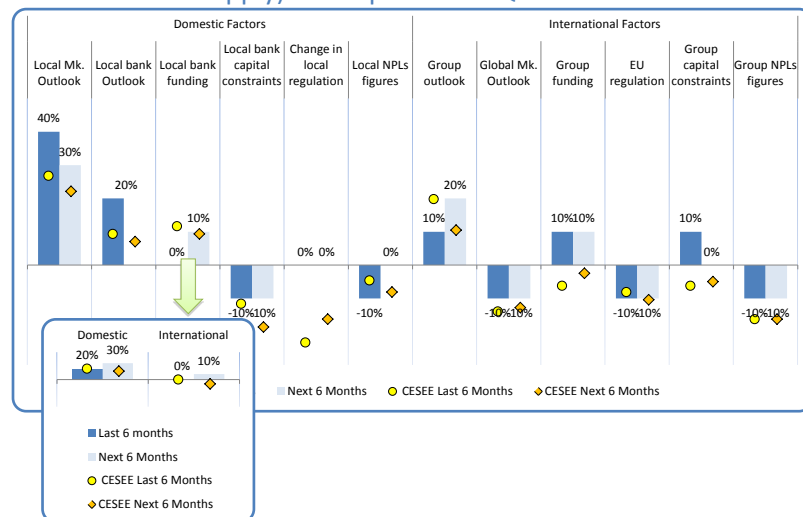 Domestic Factors
International Factors
Local Mk. Outlook
Local bank Outlook
Local bank funding
Local bank capital constraints
Change in local regulation
Local NPLs figures
Group outlook
Global Mk. Outlook
Group funding
EU regulation
Group capital constraints
Group NPLs figures
40%
30%
20%
0%
10%
-10%
-10%
0%
0%
-10%
0%
10%
20%
-10%
-10%
10%
10%
-10%
-10%
10%
0%
-10%
-10%
Next 6 Months
CESEE Last 6 Months
CESEE Next 6 Months
Domestic
International
20%
30%
0%
10%
Last 6 months
Next 6 Months
CESEE Last 6 Months
CESEE Next 6 Months